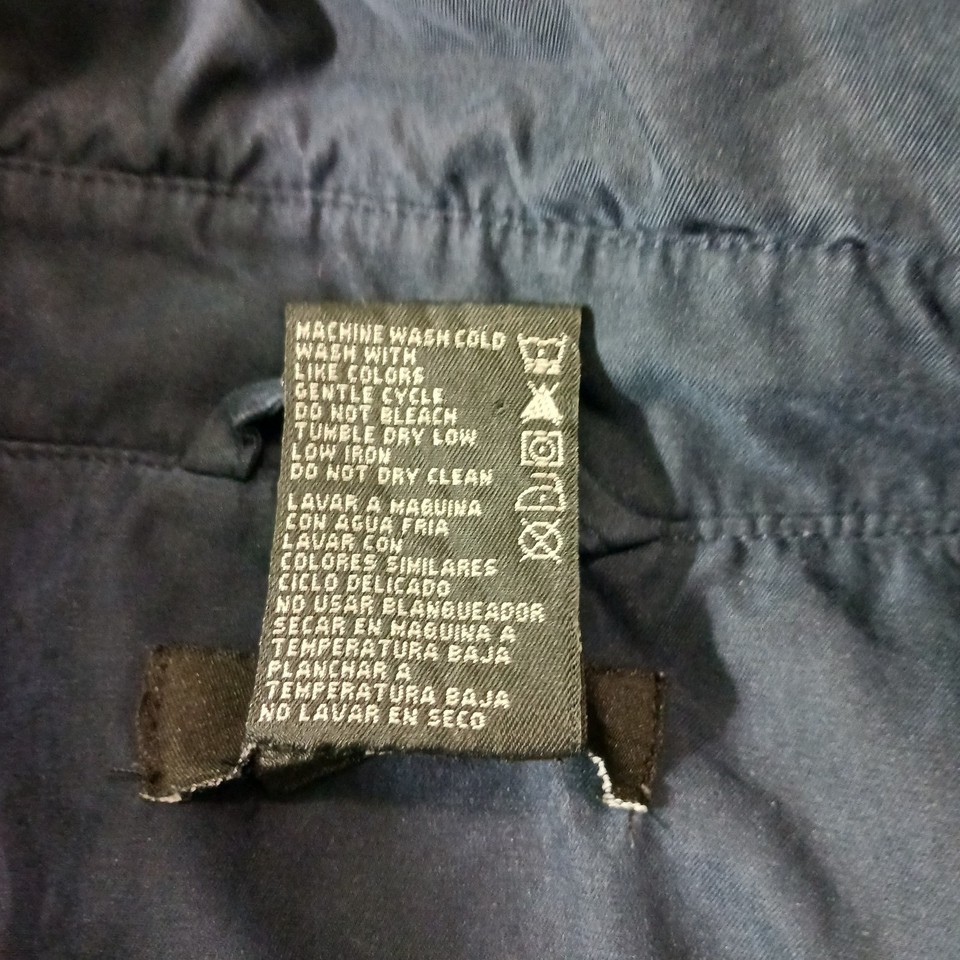 MACHINE WASH COLD
WASH WITH
LIKE COLORS
GENTLE CYCLE
DO NOT BLEACH
TUMBLE DRY LOW
LOW IRON
DO NOT DRY CLEAN
LAVAR A MAQUINA
CON AGUA FRIA
LAVAR CON
COLORES SIMILARES
CICLO DELICADO
NO USAR BLANQUEADOR
SECAR EN MAQUINA A
TEMPERATURA BAJA
PLANCHAR A
TEMPERATURA BAJA
NO LAVAR EN SECO